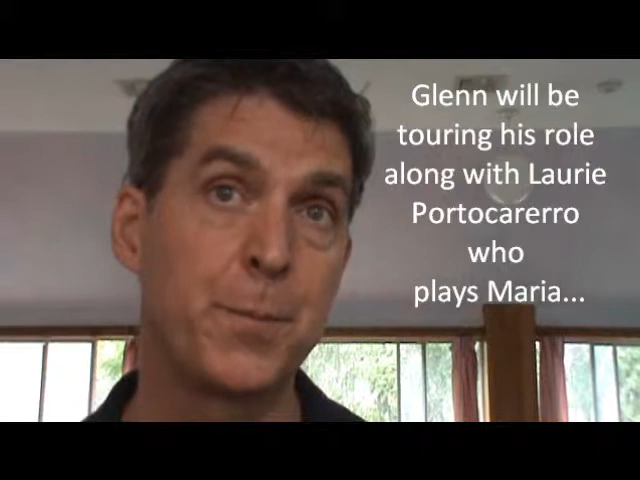 Glenn will be
touring his role
along with Laurie
Portocarerro
who
plays Maria...